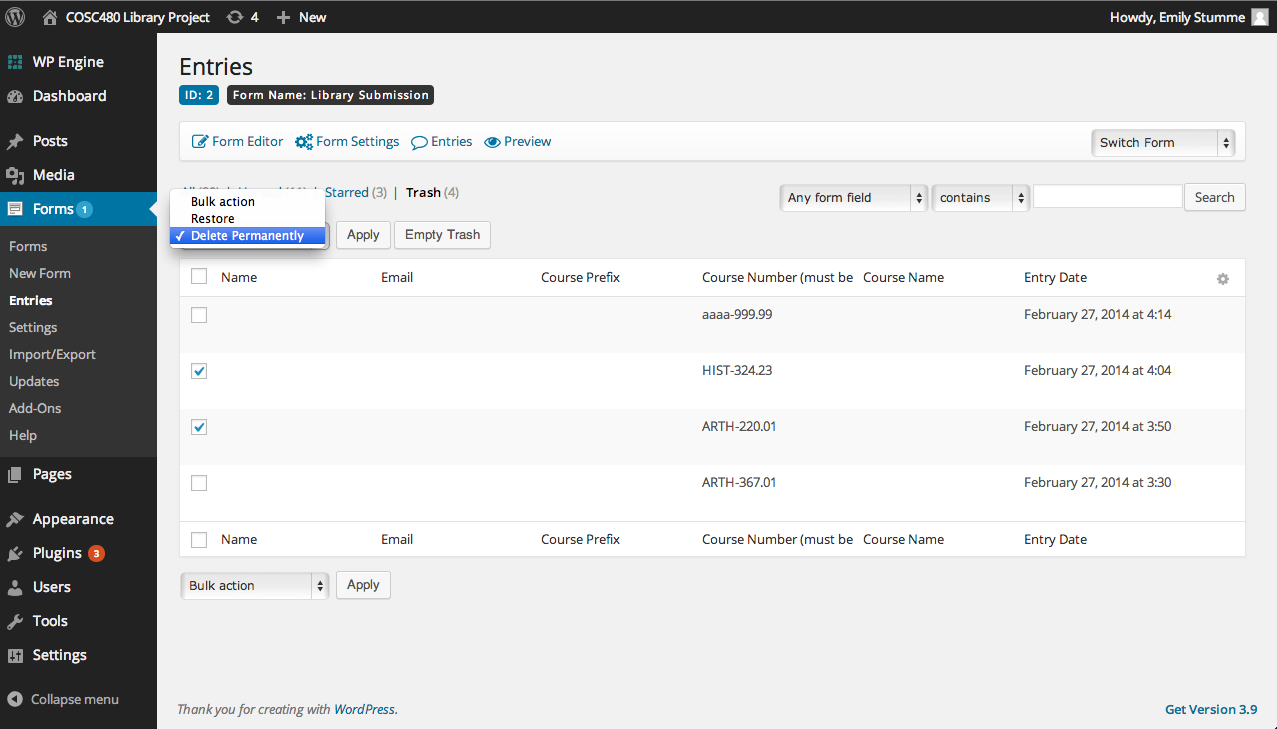 COSC480 Library Project 4 New Howdy, Emily Stumme
WP Engine
Dashboard
Posts
Media
Forms 1
Forms
New Form
Entries
Settings
Import/Export
Updates
Add-Ons
Help
Pages
Appearance
Plugins 3
Users
Tools
Settings
Collapse menu
Entries
ID: 2 Form Name: Library Submission
Form Editor Form Settings Entries Preview Switch Form
Starred (3) | Trash (4) Any form field contains Search
Bulk action
Restore
✓ Delete Permanently Apply Empty Trash
Name Email Course Prefix Course Number (must be Course Name Entry Date
aaaa-999.99 February 27, 2014 at 4:14
HIST-324.23 February 27, 2014 at 4:04
ARTH-220.01 February 27, 2014 at 3:50
ARTH-367.01 February 27, 2014 at 3:30
Name Email Course Prefix Course Number (must be Course Name Entry Date
Bulk action Apply
Thank you for creating with WordPress. Get Version 3.9